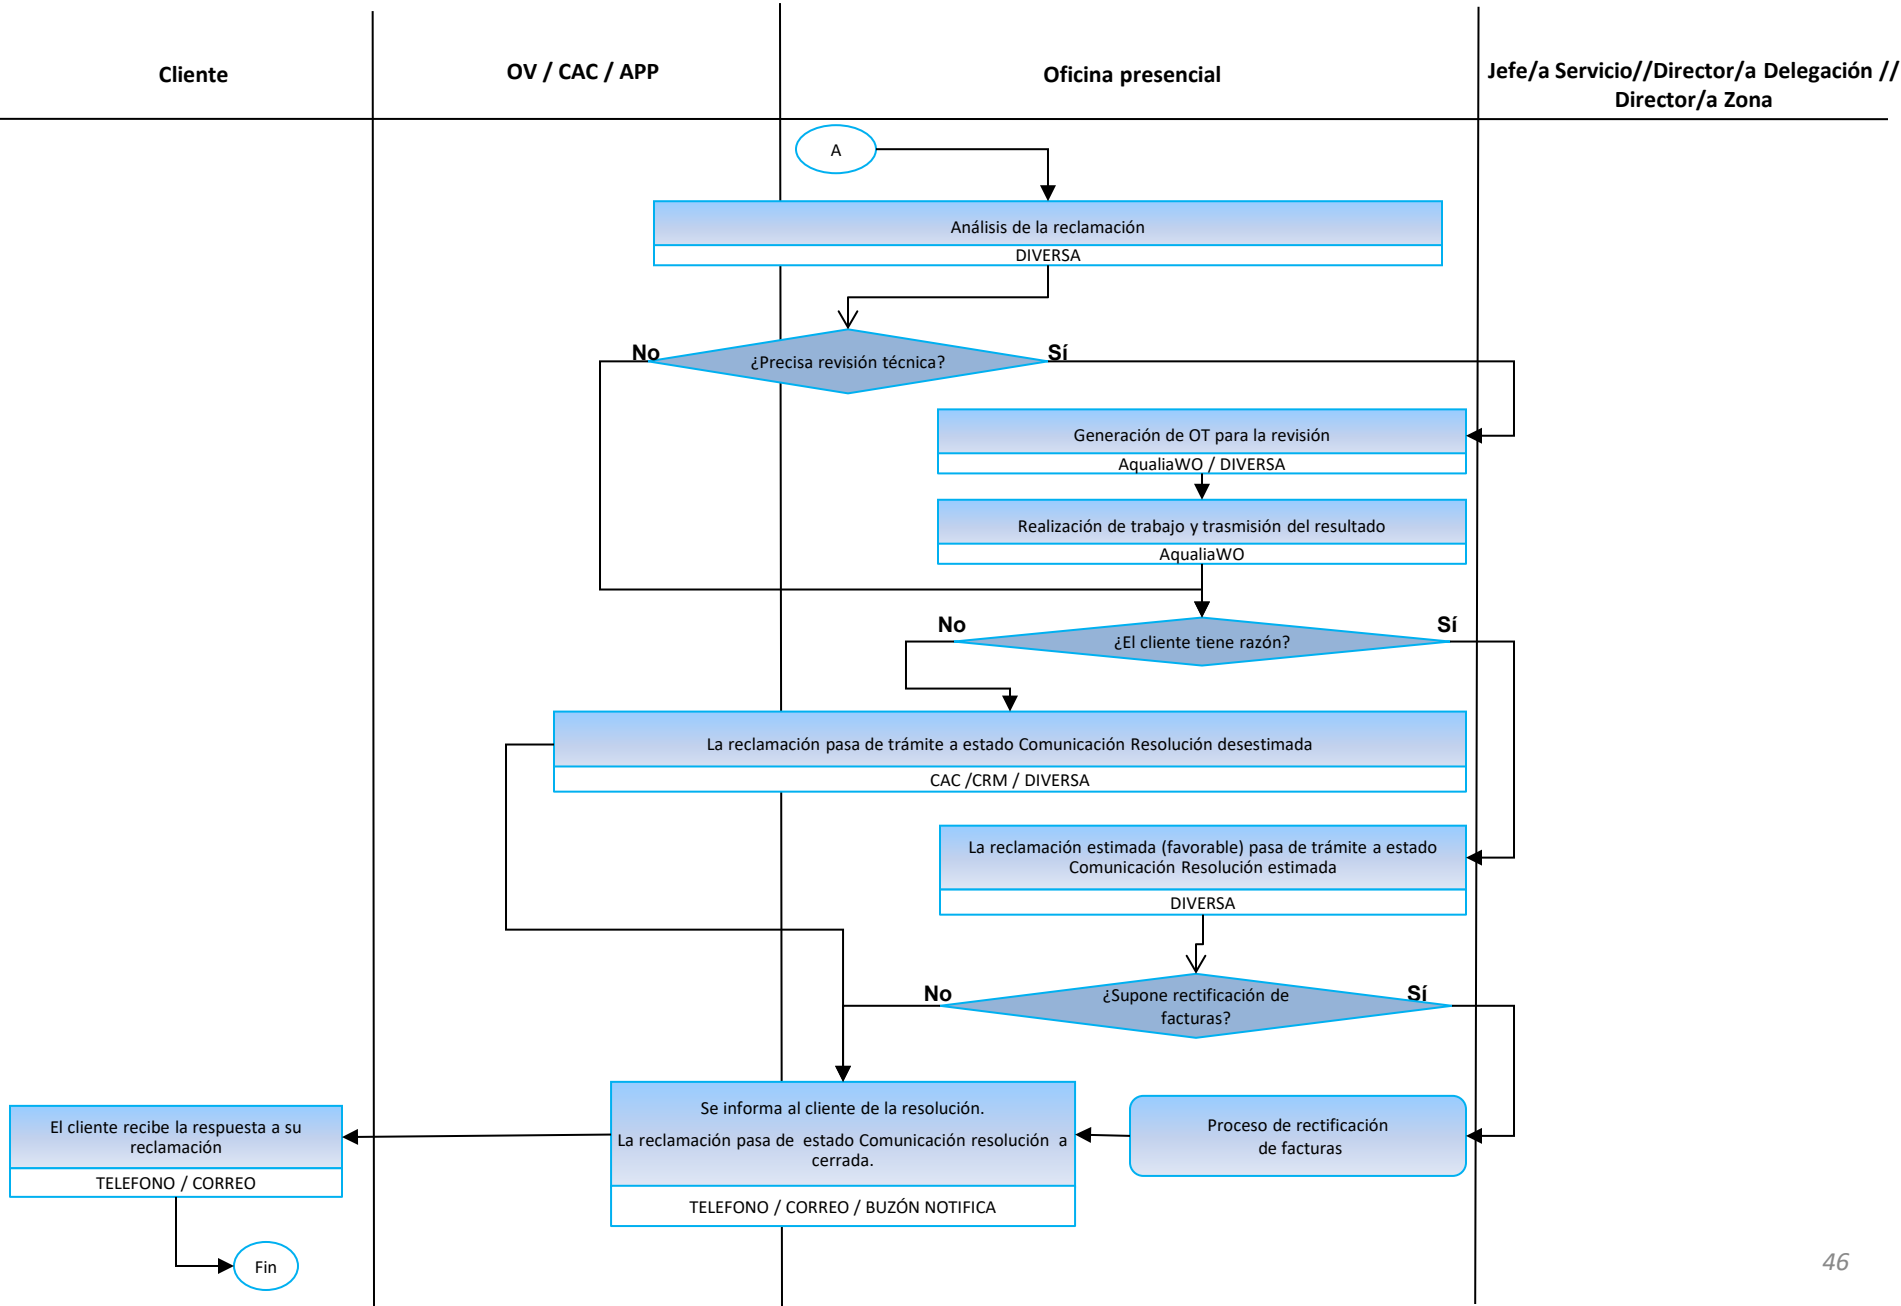 Cliente
OV / CAC / APP
Oficina presencial
Jefe/a Servicio//Director/a Delegación //
Director/a Zona
A
Análisis de la reclamación
DIVERSA
No
¿Precisa revisión técnica?
Sí
Generación de OT para la revisión
AqualiaWO / DIVERSA
Realización de trabajo y trasmisión del resultado
AqualiaWO
No
¿El cliente tiene razón?
Sí
La reclamación pasa de trámite a estado Comunicación Resolución desestimada
CAC /CRM / DIVERSA
La reclamación estimada (favorable) pasa de trámite a estado
Comunicación Resolución estimada
DIVERSA
No
¿Supone rectificación de
facturas?
Sí
Se informa al cliente de la resolución.
La reclamación pasa de estado Comunicación resolución a
cerrada.
TELEFONO / CORREO / BUZÓN NOTIFICA
Proceso de rectificación
de facturas
El cliente recibe la respuesta a su
reclamación
TELEFONO / CORREO
Fin
46